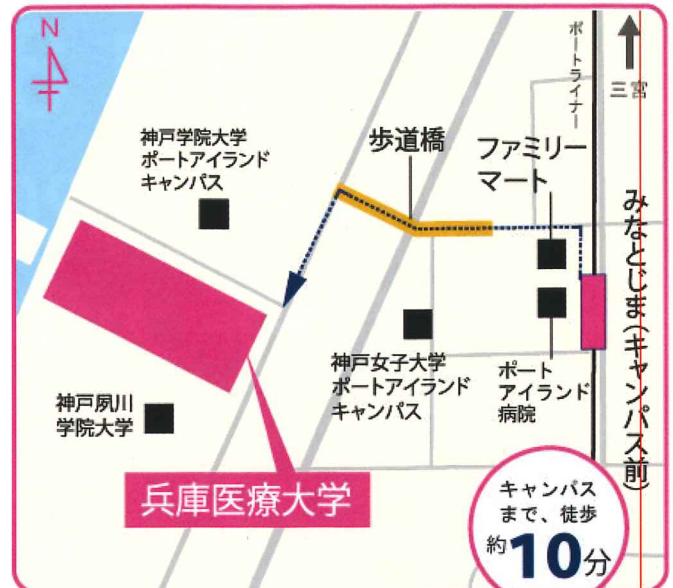 N
ポートライナー
三宮
神戸学院大学
ポートアイランド
キャンパス
歩道橋
ファミリー
マート
みなとじま(キャンパス前)
神戸女子大学
ポートアイランド
キャンパス
ポート
アイランド
病院
神戸夙川
学院大学
兵庫医療大学
キャンパス
まで、徒歩
約10分